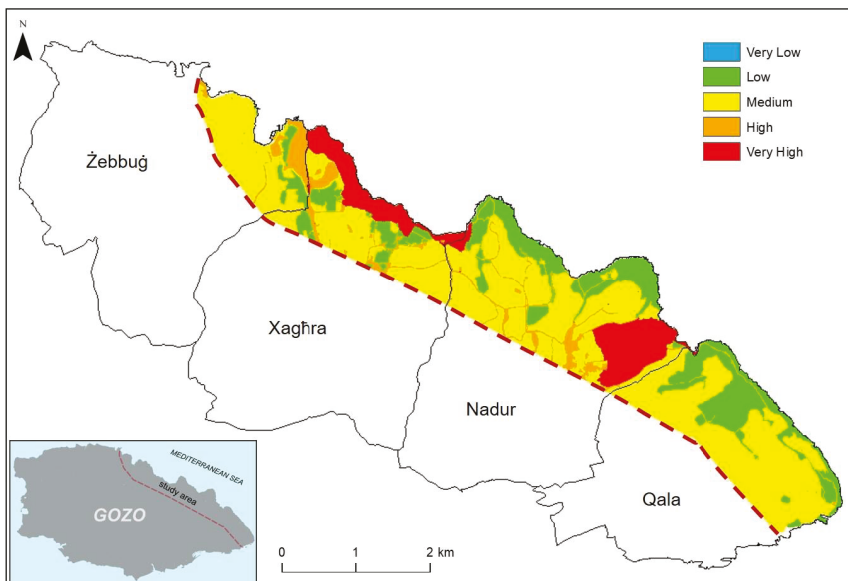 N
Very Low
Low
Medium
High
Very High
Żebbuġ
Xagħra
Nadur
Qala
MEDITERRANEAN SEA
study area
GOZO
0 1 2 km